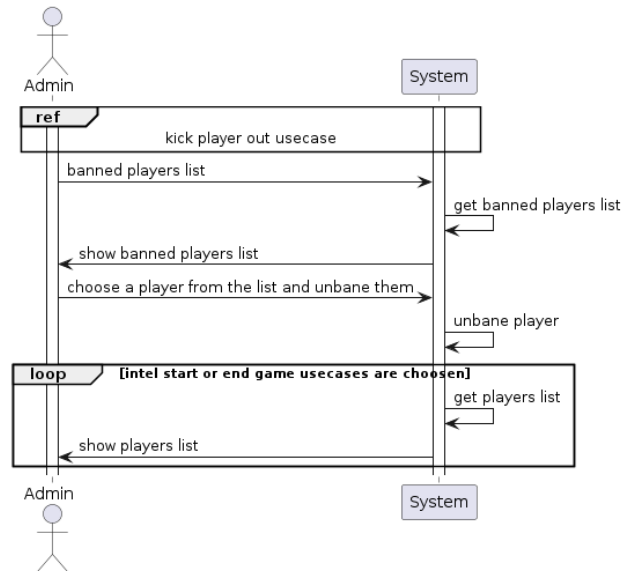 Admin
System
ref
kick player out usecase
banned players list
get banned players list
show banned players list
choose a player from the list and unbane them
unbane player
loop
[intel start or end game usecases are choosen]
get players list
show players list
Admin
System